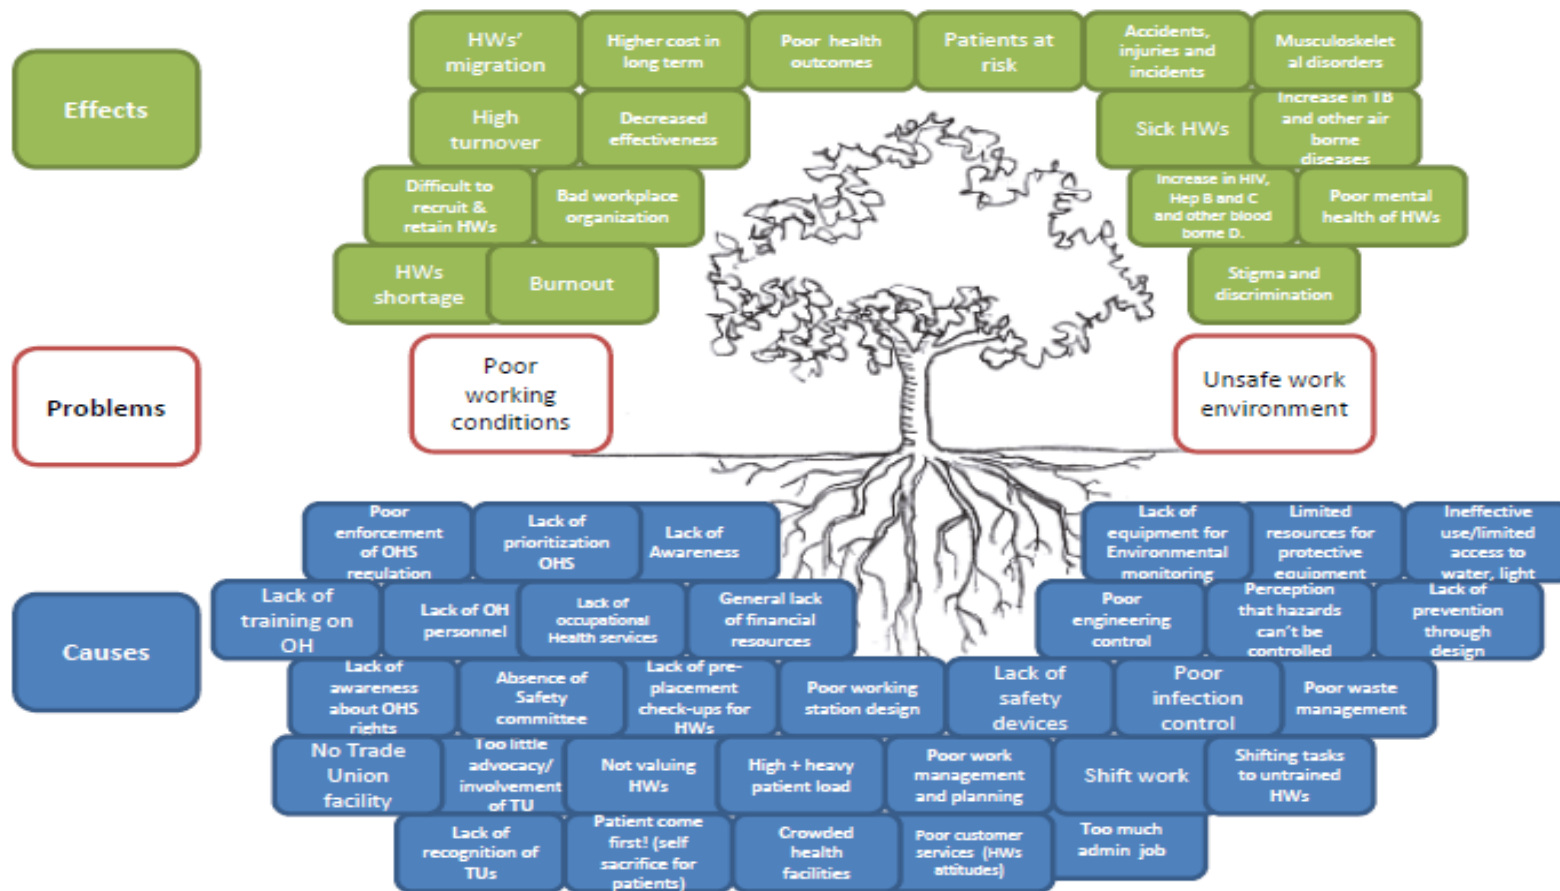 Effects
HWs’
migration
Higher cost in
long term
Poor health
outcomes
Patients at
risk
Accidents,
injuries and
incidents
Musculoskelet
al disorders
High
turnover
Decreased
effectiveness
Sick HWs
Increase in TB
and other air
borne
diseases
Difficult to
recruit &
retain HWs
Bad workplace
organization
Increase in HIV,
Hep B and C
and other blood
borne D.
Poor mental
health of HWs
HWs
shortage
Burnout
Stigma and
discrimination
Problems
Poor
working
conditions
Unsafe work
environment
Causes
Poor
enforcement
of OHS
regulation
Lack of
prioritization
OHS
Lack of
Awareness
Lack of
equipment for
Environmental
monitoring
Limited
resources for
protective
equipment
Ineffective
use/limited
access to
water, light
Lack of
training on
OH
Lack of OH
personnel
Lack of
occupational
Health services
General lack
of financial
resources
Poor
engineering
control
Perception
that hazards
can’t be
controlled
Lack of
prevention
through
design
Lack of
awareness
about OHS
rights
Absence of
Safety
committee
Lack of pre-
placement
check-ups for
HWs
Poor working
station design
Lack of
safety
devices
Poor
infection
control
Poor waste
management
No Trade
Union
facility
Too little
advocacy/
involvement
of TU
Not valuing
HWs
High + heavy
patient load
Poor work
management
and planning
Shift work
Shifting tasks
to untrained
HWs
Lack of
recognition of
TUs
Patient come
first! (self
sacrifice for
patients)
Crowded
health
facilities
Poor customer
services (HWs
attitudes)
Too much
admin job